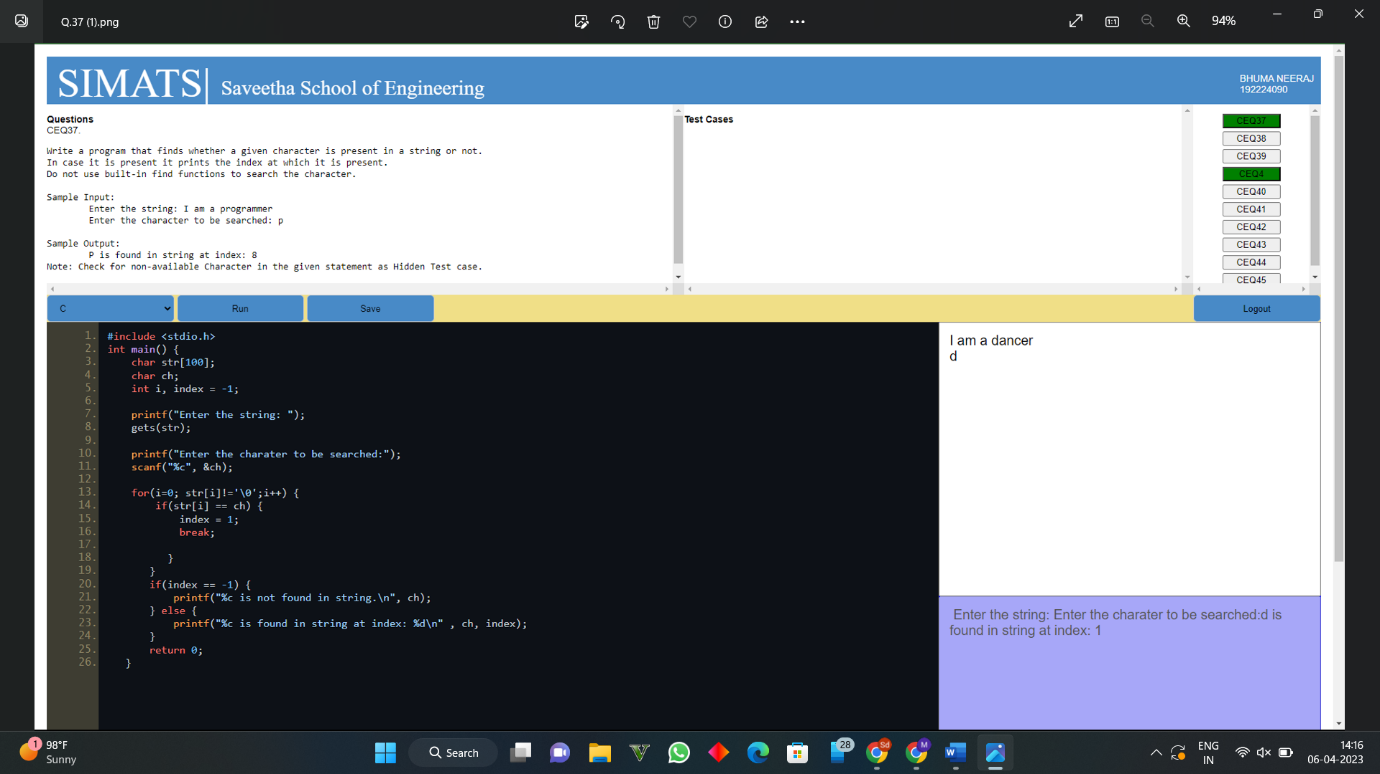 Q.37 (1).png
94%
SIMATS| Saveetha School of Engineering
BHUMA NEERAJ
192224090
Questions
CEQ37.
Write a program that finds whether a given character is present in a string or not.
In case it is present it prints the index at which it is present.
Do not use built-in find functions to search the character.
Sample Input:
Enter the string: I am a programmer
Enter the character to be searched: p
Sample Output:
P is found in string at index: 8
Note: Check for non-available Character in the given statement as Hidden Test case.
Test Cases
CEQ37
CEQ38
CEQ39
CEQ4
CEQ40
CEQ41
CEQ42
CEQ43
CEQ44
CEQ45
C
Run
Save
Logout
1. #include <stdio.h>
2. int main() {
3. char str[100];
4. char ch;
5. int i, index = -1;
6.
7. printf("Enter the string: ");
8. gets(str);
9.
10. printf("Enter the charater to be searched:");
11. scanf("%c", &ch);
12.
13. for(i=0; str[i]!='\0';i++) {
14. if(str[i] == ch) {
15. index = 1;
16. break;
17.
18. }
19. }
20. if(index == -1) {
21. printf("%c is not found in string.\n", ch);
22. } else {
23. printf("%c is found in string at index: %d\n" , ch, index);
24. }
25. return 0;
26. }
I am a dancer
d
Enter the string: Enter the charater to be searched:d is
found in string at index: 1
1
98°F
Sunny
Search
28
Sd
M
ENG
IN
14:16
06-04-2023